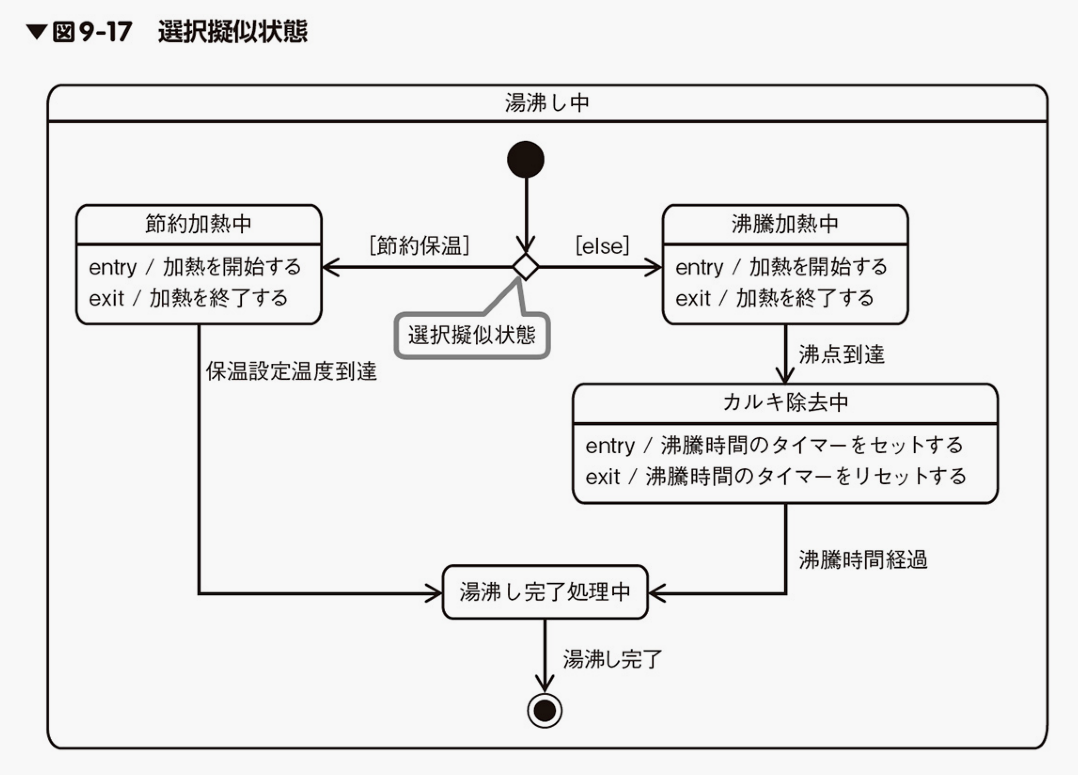 ▼図9-17 選択擬似状態
湯沸し中
節約加熱中
entry / 加熱を開始する
exit / 加熱を終了する
[節約保温]
[else]
選択擬似状態
沸騰加熱中
entry / 加熱を開始する
exit / 加熱を終了する
保温設定温度到達
沸点到達
カルキ除去中
entry / 沸騰時間のタイマーをセットする
exit / 沸騰時間のタイマーをリセットする
沸騰時間経過
湯沸し完了処理中
湯沸し完了